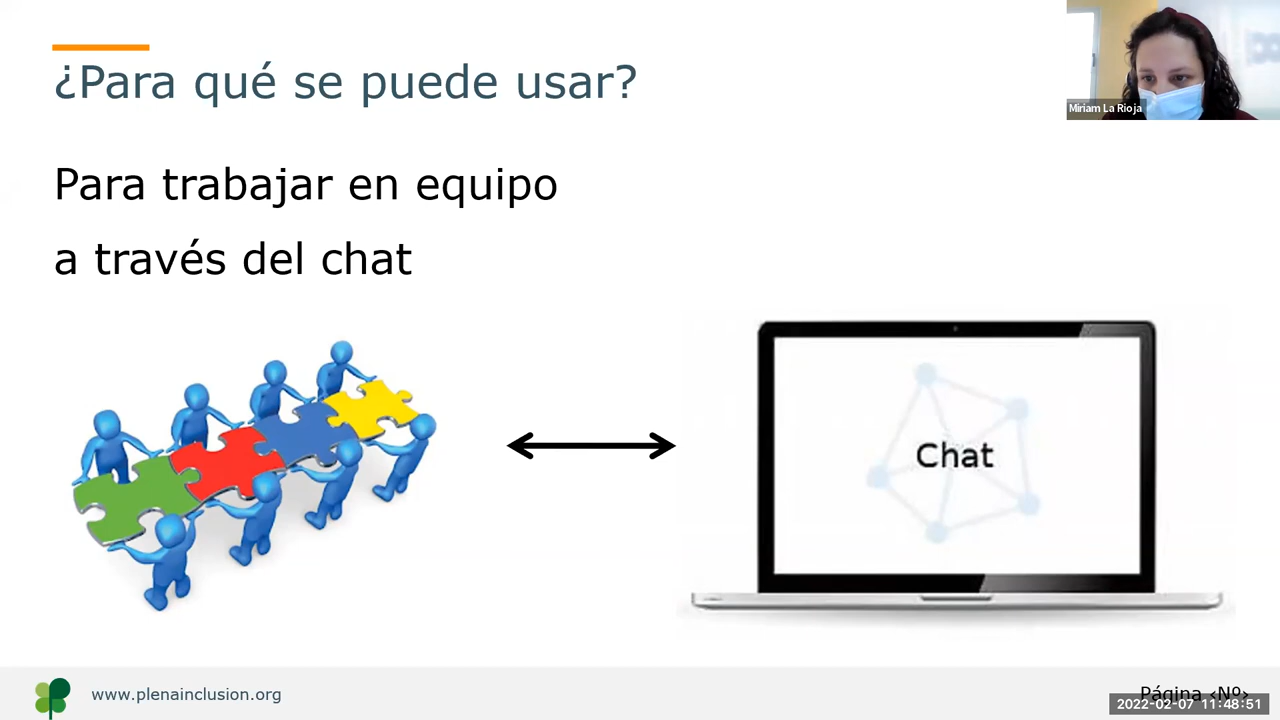 ¿Para qué se puede usar?
Miriam La Rioja
Para trabajar en equipo
a través del chat
Chat
www.plenainclusion.org
Página ‹Nº›
2022-02-07 11:48:51